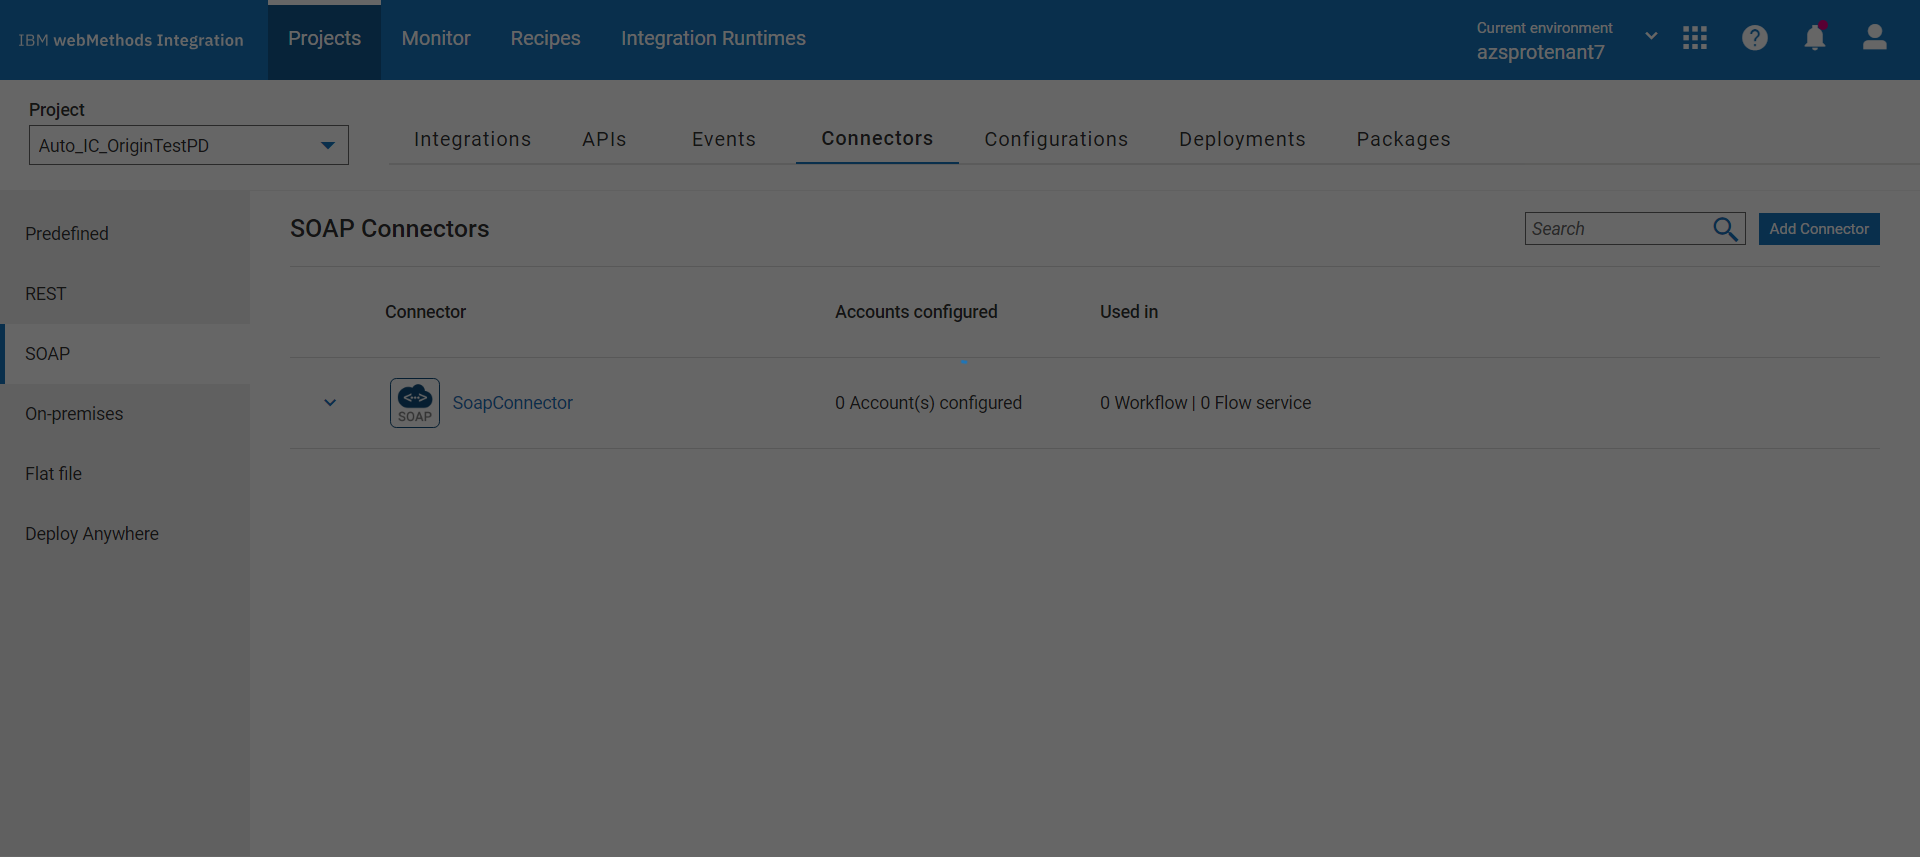 IBM webMethods Integration
Projects
Monitor
Recipes
Integration Runtimes
Current environment
azsprotenant7
Project
Auto_IC_OriginTestPD
Integrations
APIs
Events
Connectors
Configurations
Deployments
Packages
Predefined
REST
SOAP
On-premises
Flat file
Deploy Anywhere
SOAP Connectors
Search
Add Connector
Connector
Accounts configured
Used in
SOAP
SoapConnector
0 Account(s) configured
0 Workflow | 0 Flow service